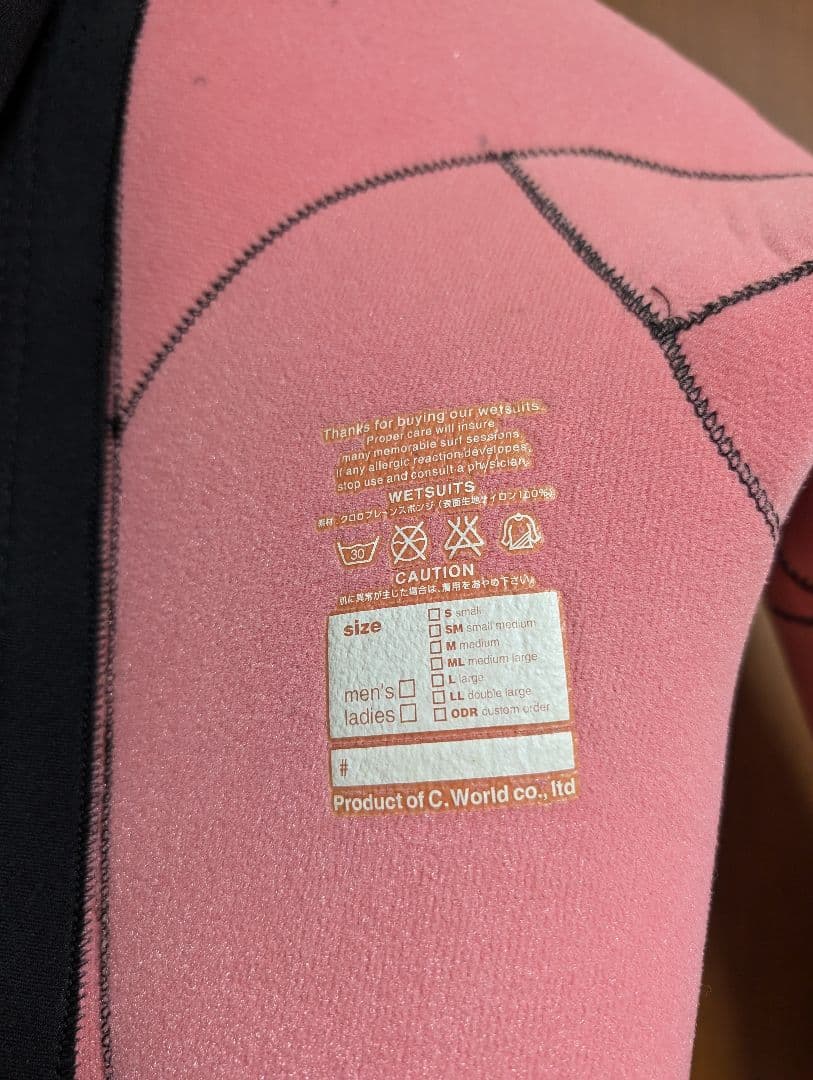 Thanks for buying our wetsuits.
Proper care will insure
many memorable surf sessions.
If any allergic reaction developes,
stop use and consult a physician.
WETSUITS
素材:クロロプレーンスポンジ(表面生地ナイロン100%)
30
CAUTION
肌に異常が生じた場合は、着用をおやめ下さい。
size
men's
ladies
S small
SM small medium
M medium
ML medium large
L large
LL double large
ODR custom order
#
Product of C.World co., ltd